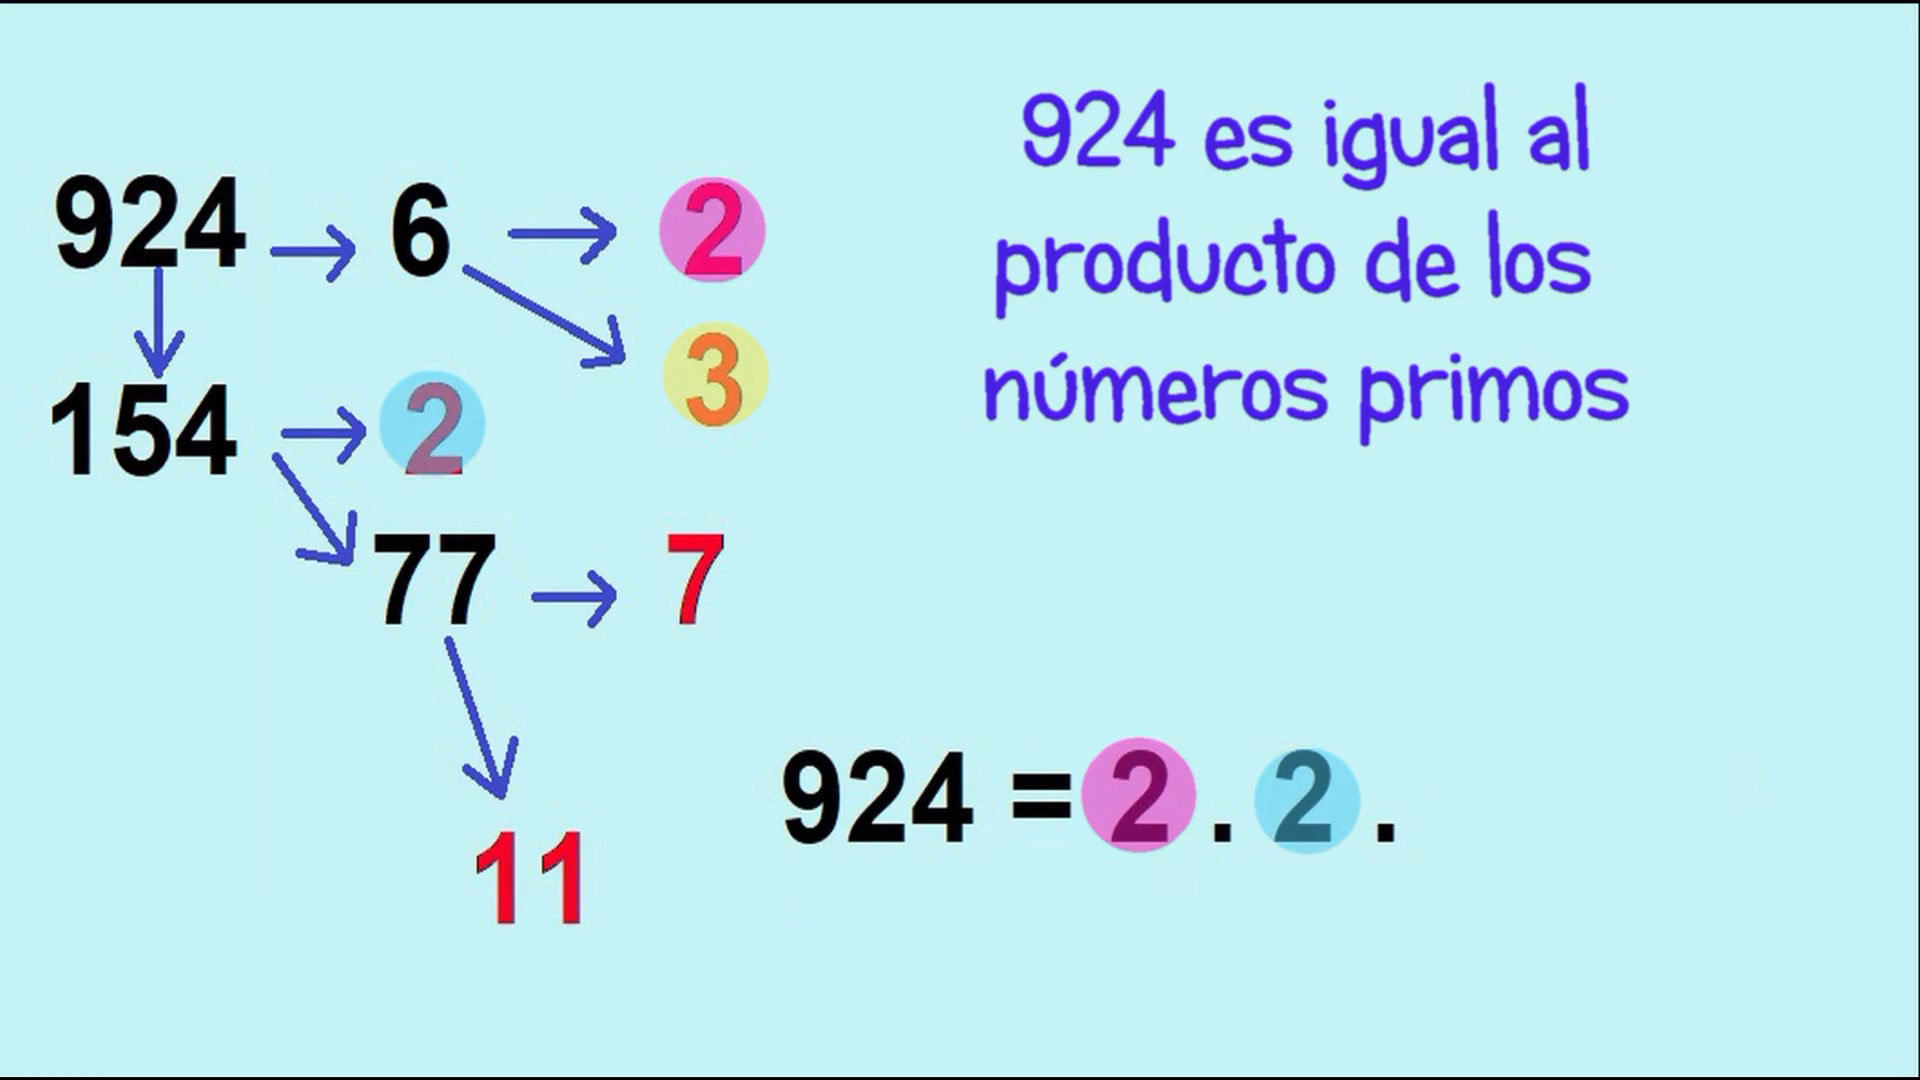 924 es igual al
producto de los
números primos
924 → 6 → 2
3
154 → 2
77 → 7
11
924 = 2 . 2 .